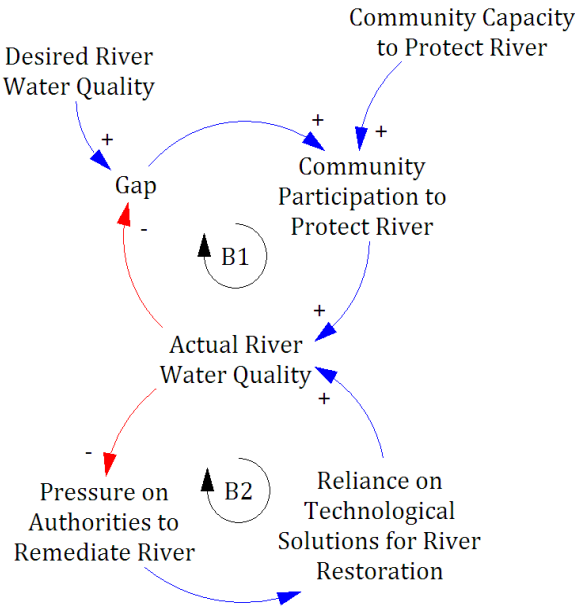 Community Capacity
to Protect River
Desired River
Water Quality
+
+
+
Gap
Community
Participation to
Protect River
-
B1
+
Actual River
Water Quality
+
-
B2
Pressure on
Authorities to
Remediate River
Reliance on
Technological
Solutions for River
Restoration